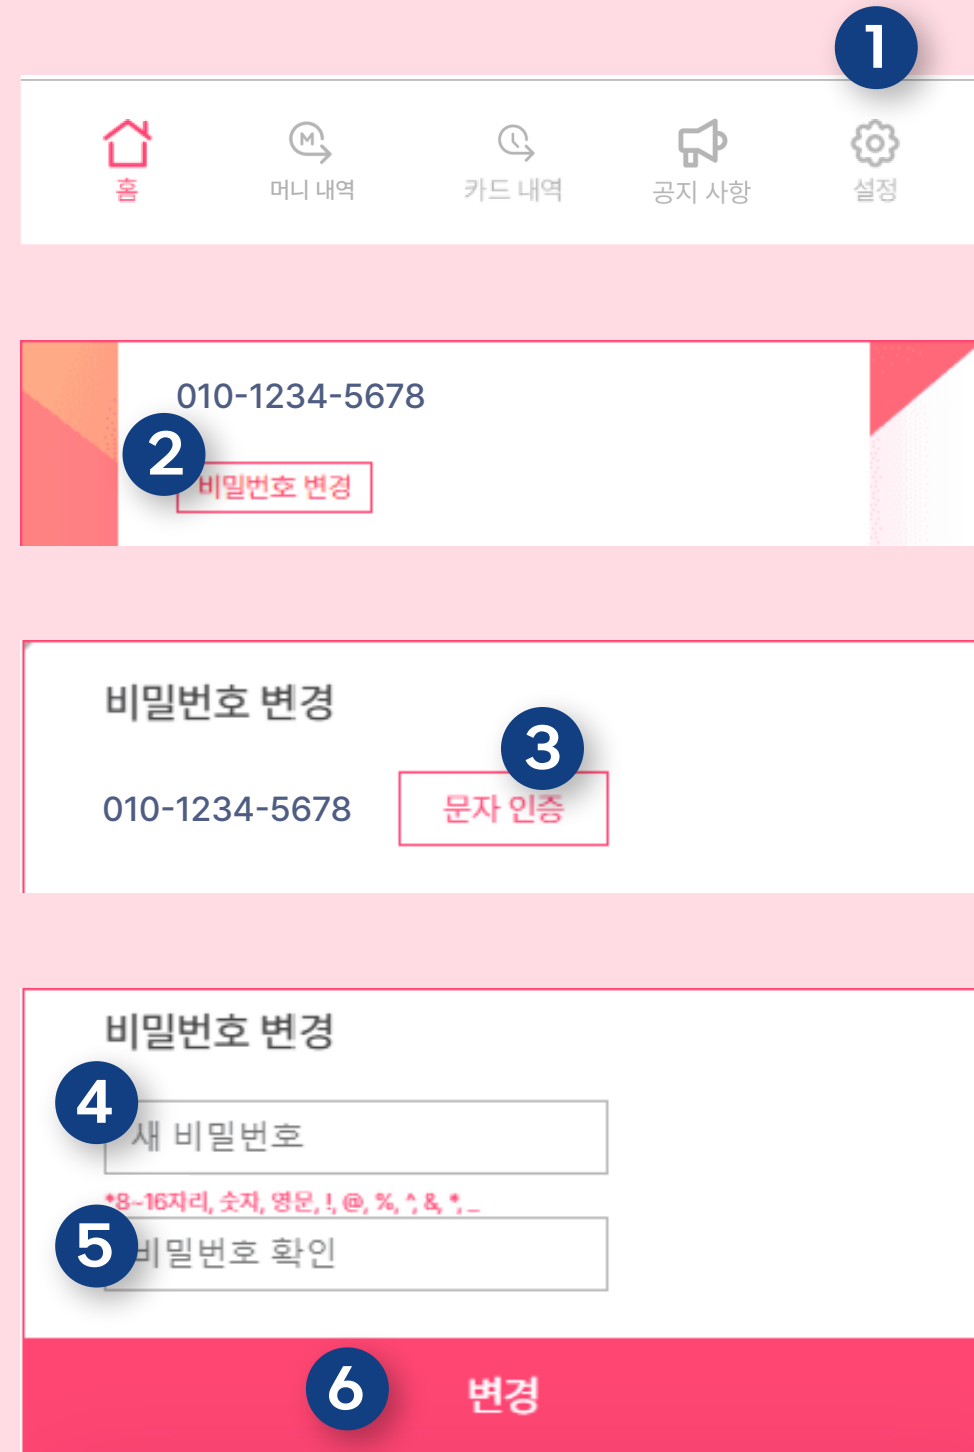 1
홈 머니 내역 카드 내역 공지 사항 설정
010-1234-5678
2
비밀번호 변경
비밀번호 변경
3
010-1234-5678 문자 인증
비밀번호 변경
4
새 비밀번호
*8~16자리, 숫자, 영문, !, @, %, ^, &, *, _
5
비밀번호 확인
6 변경